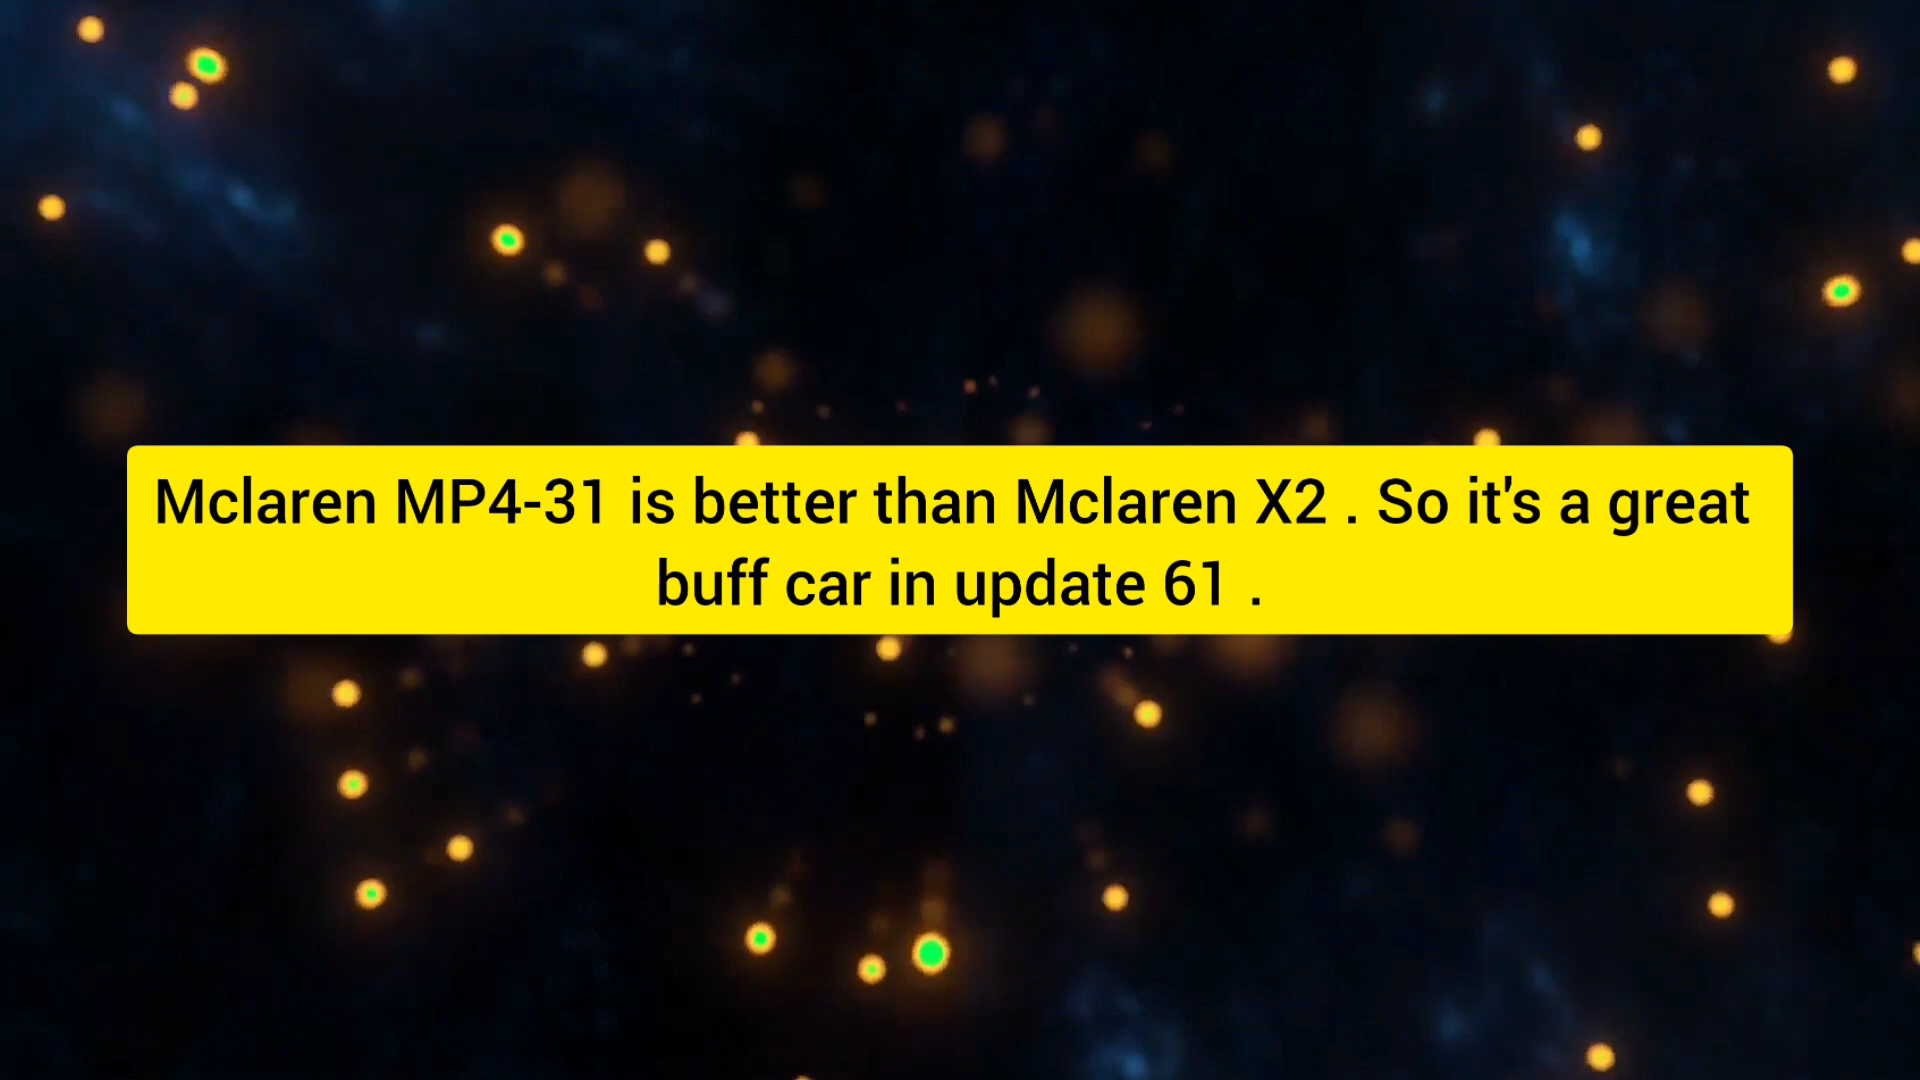 Mclaren MP4-31 is better than Mclaren X2 . So it's a great
buff car in update 61 .